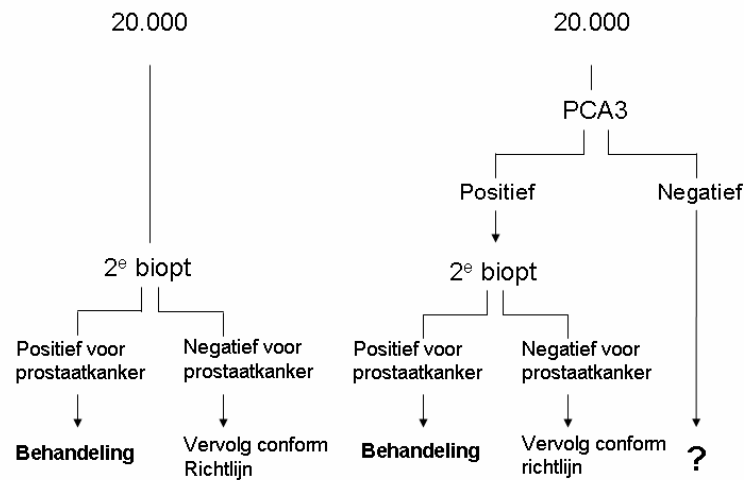 20.000
2e biopt
Positief voor
prostaatkanker
Negatief voor
prostaatkanker
Behandeling
Vervolg conform
Richtlijn
20.000
PCA3
Positief
Negatief
2e biopt
Positief voor
prostaatkanker
Negatief voor
prostaatkanker
Behandeling
Vervolg conform
richtlijn
?